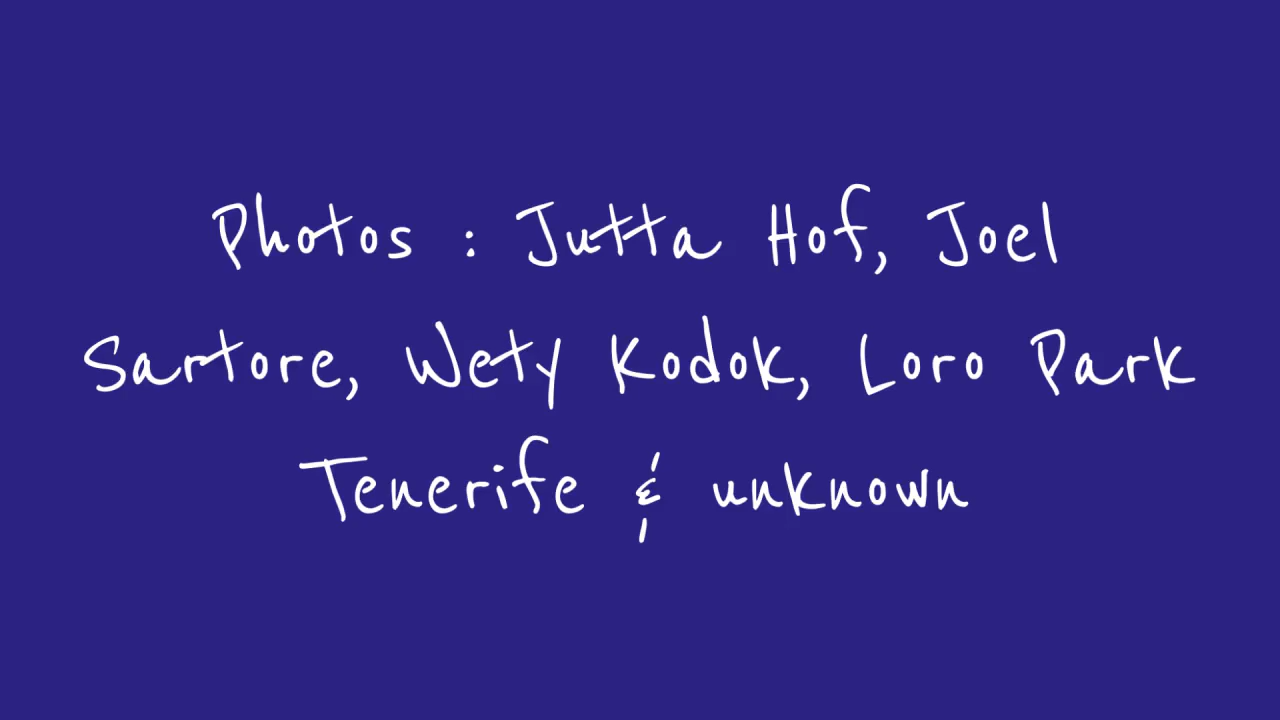 Photos : Jutta Hof, Joel
Sartore, Wety Kodok, Loro Park
Tenerife & unknown